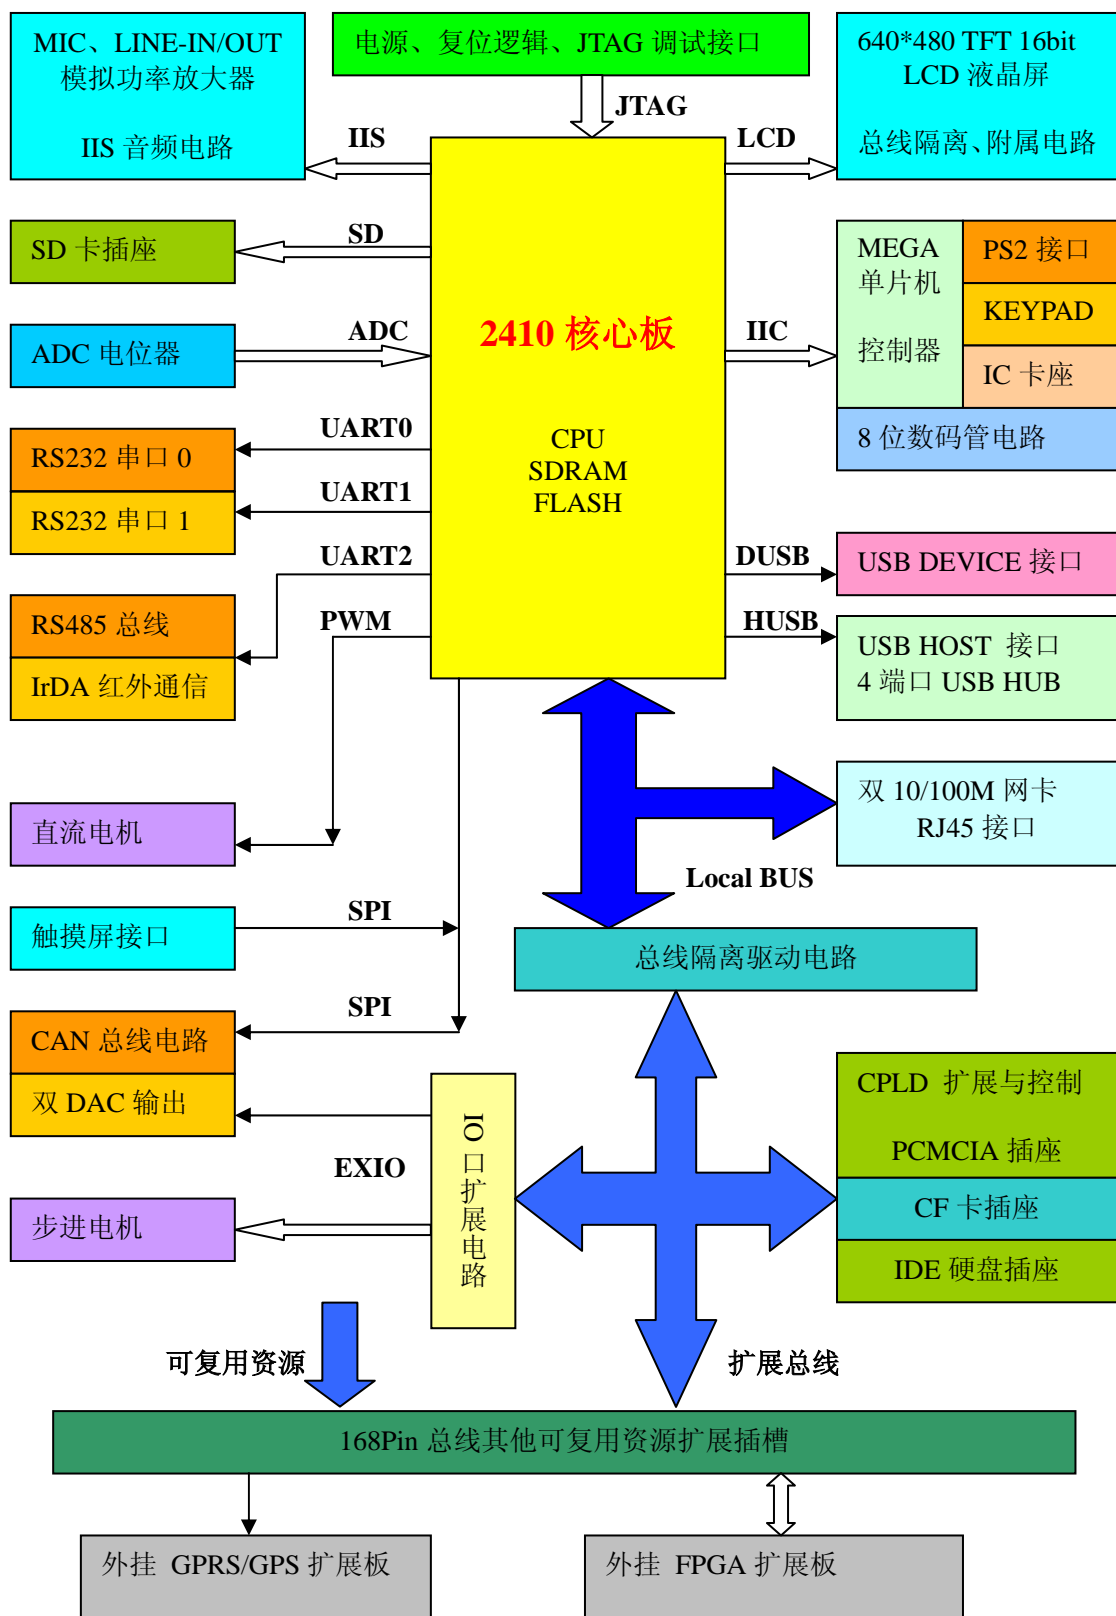 MIC、LINE-IN/OUT
模拟功率放大器
IIS 音频电路
电源、复位逻辑、JTAG 调试接口
640*480 TFT 16bit
LCD 液晶屏
总线隔离、附属电路
JTAG
IIS
LCD
SD 卡插座
SD
MEGA
单片机
控制器
PS2 接口
KEYPAD
IC 卡座
8 位数码管电路
ADC 电位器
ADC
2410 核心板
CPU
SDRAM
FLASH
IIC
RS232 串口 0
RS232 串口 1
UART0
UART1
UART2
PWM
RS485 总线
IrDA 红外通信
DUSB
USB DEVICE 接口
HUSB
USB HOST 接口
4 端口 USB HUB
直流电机
双 10/100M 网卡
RJ45 接口
Local BUS
触摸屏接口
SPI
总线隔离驱动电路
SPI
CAN 总线电路
双 DAC 输出
IO 口扩展电路
EXIO
步进电机
CPLD 扩展与控制
PCMCIA 插座
CF 卡插座
IDE 硬盘插座
可复用资源
扩展总线
168Pin 总线其他可复用资源扩展插槽
外挂 GPRS/GPS 扩展板
外挂 FPGA 扩展板